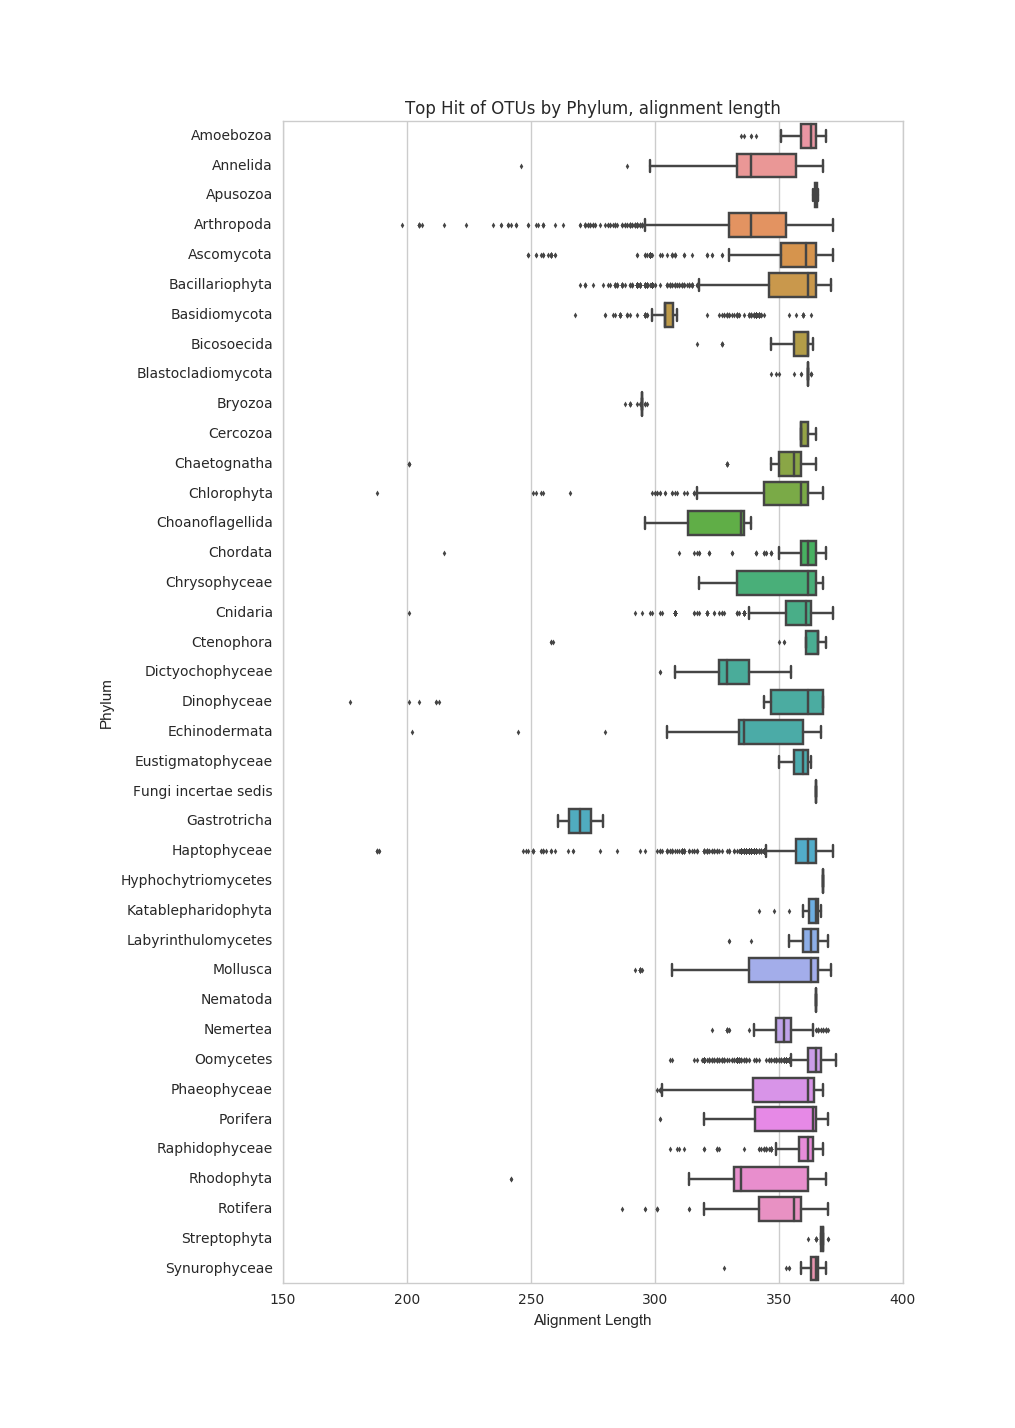 Top Hit of OTUs by Phylum, alignment length
Amoebozoa
Annelida
Apusozoa
Arthropoda
Ascomycota
Bacillariophyta
Basidiomycota
Bicosoecida
Blastocladiomycota
Bryozoa
Cercozoa
Chaetognatha
Chlorophyta
Choanoflagellida
Chordata
Chrysophyceae
Cnidaria
Ctenophora
Dictyochophyceae
Dinophyceae
Echinodermata
Eustigmatophyceae
Fungi incertae sedis
Gastrotricha
Haptophyceae
Hyphochytriomycetes
Katablepharidophyta
Labyrinthulomycetes
Mollusca
Nematoda
Nemertea
Oomycetes
Phaeophyceae
Porifera
Raphidophyceae
Rhodophyta
Rotifera
Streptophyta
Synurophyceae
Phylum
150 200 250 300 350 400
Alignment Length